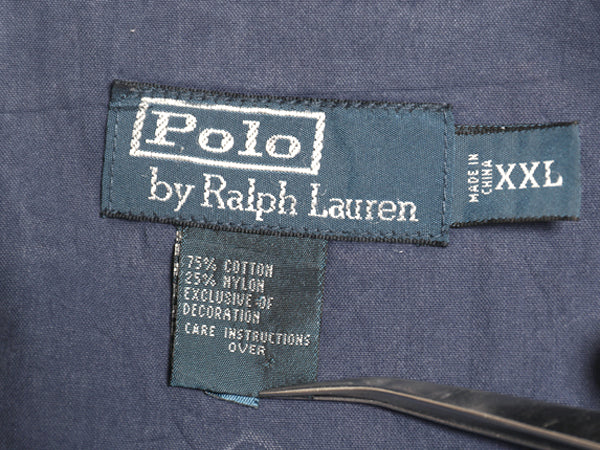 Polo
by Ralph Lauren
MADE IN
CHINA
XXL
75% COTTON
25% NYLON
EXCLUSIVE OF
DECORATION
CARE INSTRUCTIONS
OVER